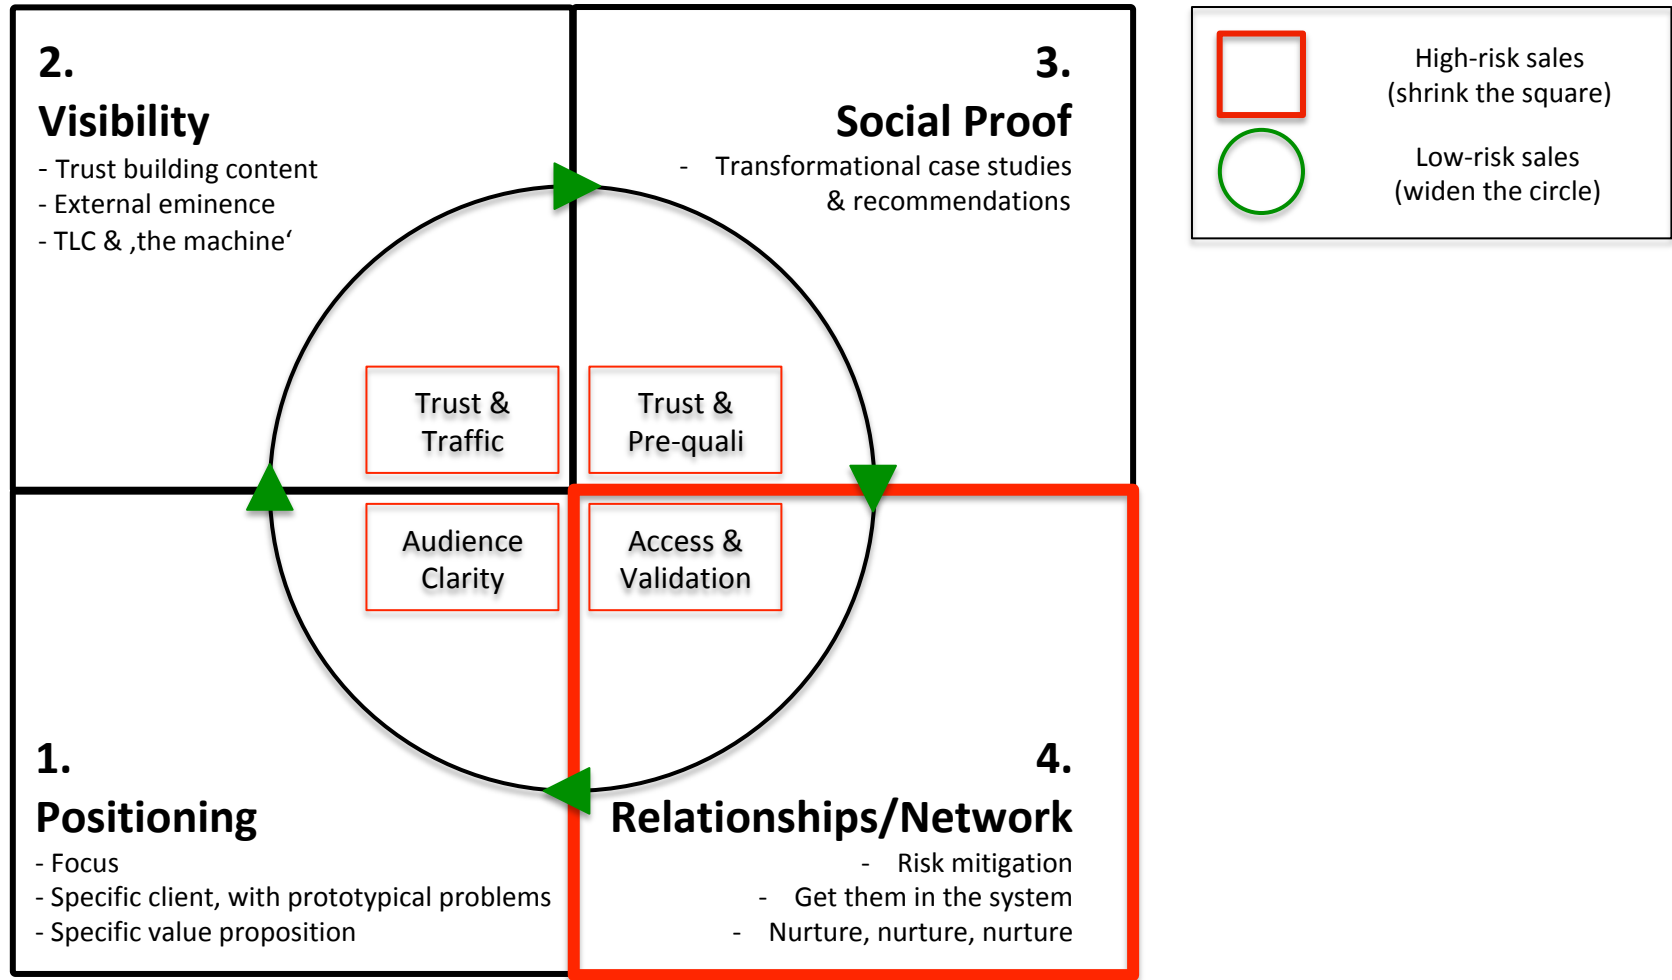 2.
Visibility
- Trust building content
- External eminence
- TLC & ‚the machine‘
3.
Social Proof
- Transformational case studies
& recommendations
High-risk sales
(shrink the square)
Low-risk sales
(widen the circle)
Trust &
Traffic
Trust &
Pre-quali
Audience
Clarity
Access &
Validation
1.
Positioning
- Focus
- Specific client, with prototypical problems
- Specific value proposition
4.
Relationships/Network
- Risk mitigation
- Get them in the system
- Nurture, nurture, nurture